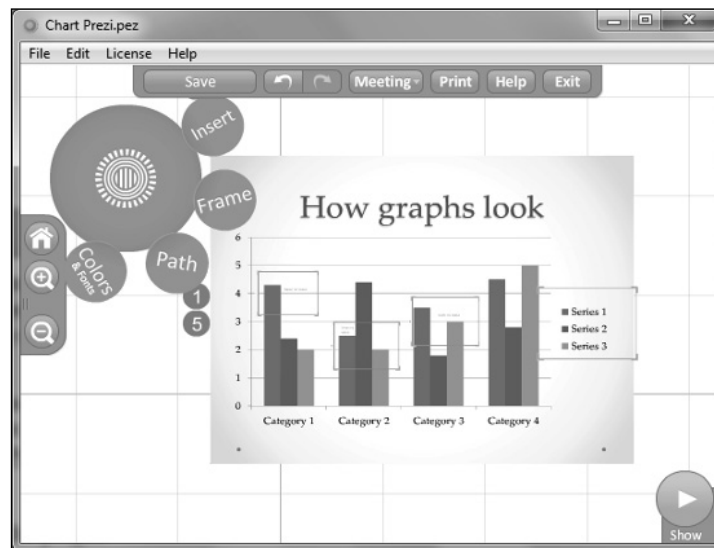 Chart Prezi.pez
File Edit License Help
Save Meeting Print Help Exit
Insert
Frame
Path
Colors
& Fonts
1
5
How graphs look
6
5
4
3
2
1
0
Category 1 Category 2 Category 3 Category 4
Series 1
Series 2
Series 3
Show